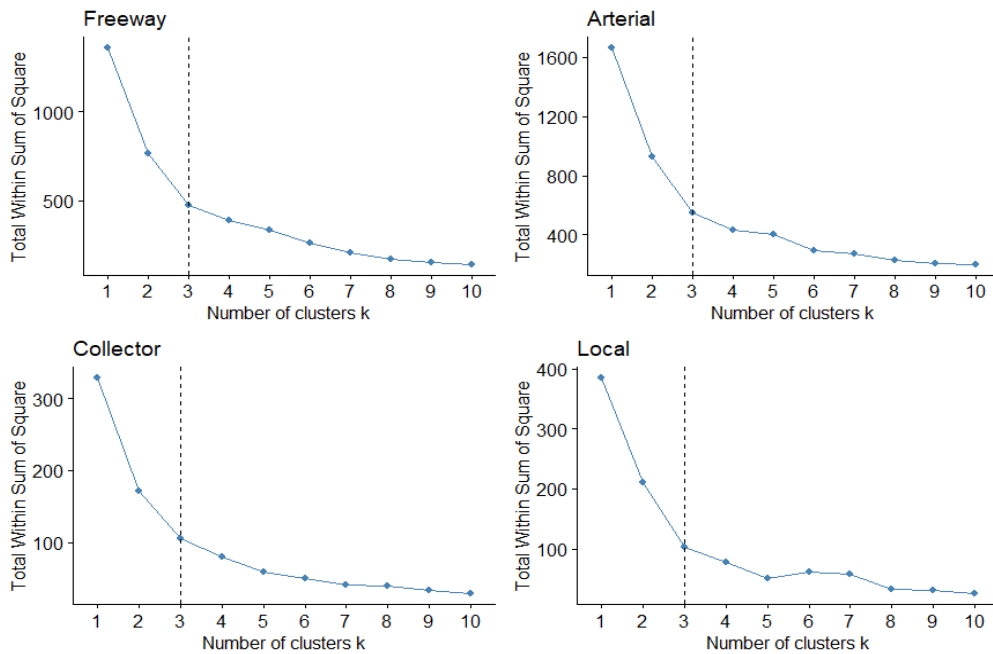 Freeway
Total Within Sum of Square
1000
500
1 2 3 4 5 6 7 8 9 10
Number of clusters k
Arterial
Total Within Sum of Square
1600
1200
800
400
1 2 3 4 5 6 7 8 9 10
Number of clusters k
Collector
Total Within Sum of Square
300
200
100
1 2 3 4 5 6 7 8 9 10
Number of clusters k
Local
Total Within Sum of Square
400
300
200
100
1 2 3 4 5 6 7 8 9 10
Number of clusters k